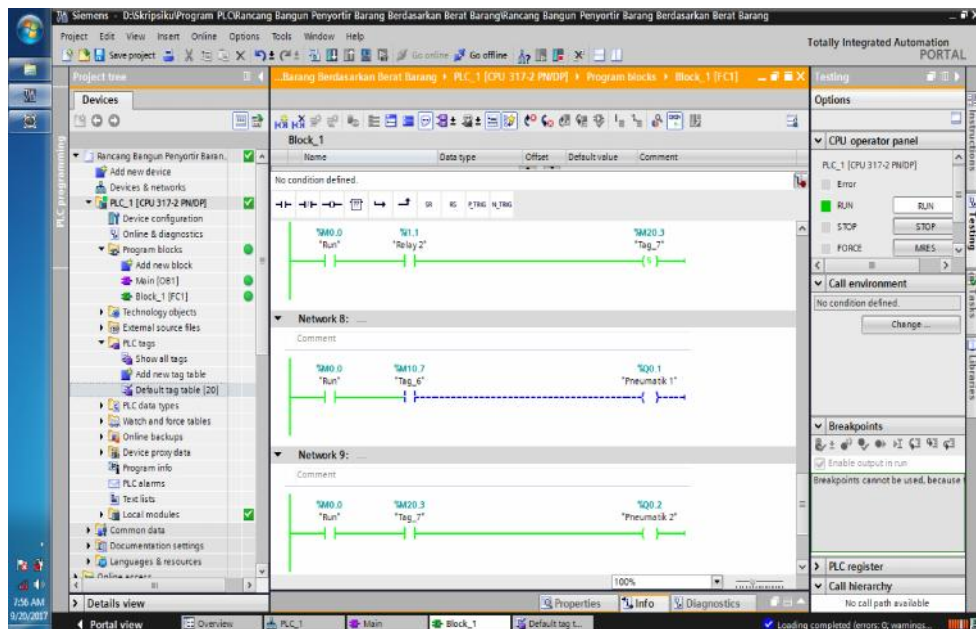 Siemens - D:\Skripsiku\Program PLC\Rancang Bangun Penyortir Barang Berdasarkan Berat Barang\Rancang Bangun Penyortir Barang Berdasarkan Berat Barang
Project Edit View Insert Online Options Tools Window Help
Totally Integrated Automation
PORTAL
Save project
Go online
Go offline
Project tree
...Barang Berdasarkan Berat Barang ▸ PLC_1 [CPU 317-2 PN/DP] ▸ Program blocks ▸ Block_1 [FC1]
Testing
Devices
Options
PLC programming
Block_1
Name Data type Offset Default value Comment
No condition defined.
SR RS P_TRIG N_TRIG
Rancang Bangun Penyortir Baran..
Add new device
Devices & networks
PLC_1 [CPU 317-2 PN/DP]
Device configuration
Online & diagnostics
Program blocks
Add new block
Main [OB1]
Block_1 [FC1]
Technology objects
External source files
PLC tags
Show all tags
Add new tag table
Default tag table [20]
PLC data types
Watch and force tables
Online backups
Device proxy data
Program info
PLC alarms
Text lists
Local modules
Common data
Documentation settings
Languages & resources
Online access
Details view
%M0.0 %I1.1 %M20.3
"Run" "Relay 2" "Tag_7"
S
Network 8: ....
Comment
%M0.0 %M10.7 %Q0.1
"Run" "Tag_6" "Pneumatik 1"
Network 9: ....
Comment
%M0.0 %M20.3 %Q0.2
"Run" "Tag_7" "Pneumatik 2"
100%
Properties Info Diagnostics
CPU operator panel
PLC_1 [CPU 317-2 PN/DP]
Error
RUN RUN
STOP STOP
FORCE MRES
Call environment
No condition defined.
Change ...
Breakpoints
Enable output in run
Breakpoints cannot be used, because
PLC register
Call hierarchy
No call path available
Instructions
Testing
Tasks
Libraries
7:56 AM
9/20/2017
Portal view Overview PLC_1 Main Block_1 Default tag t...
Loading completed (errors: 0; warnings...